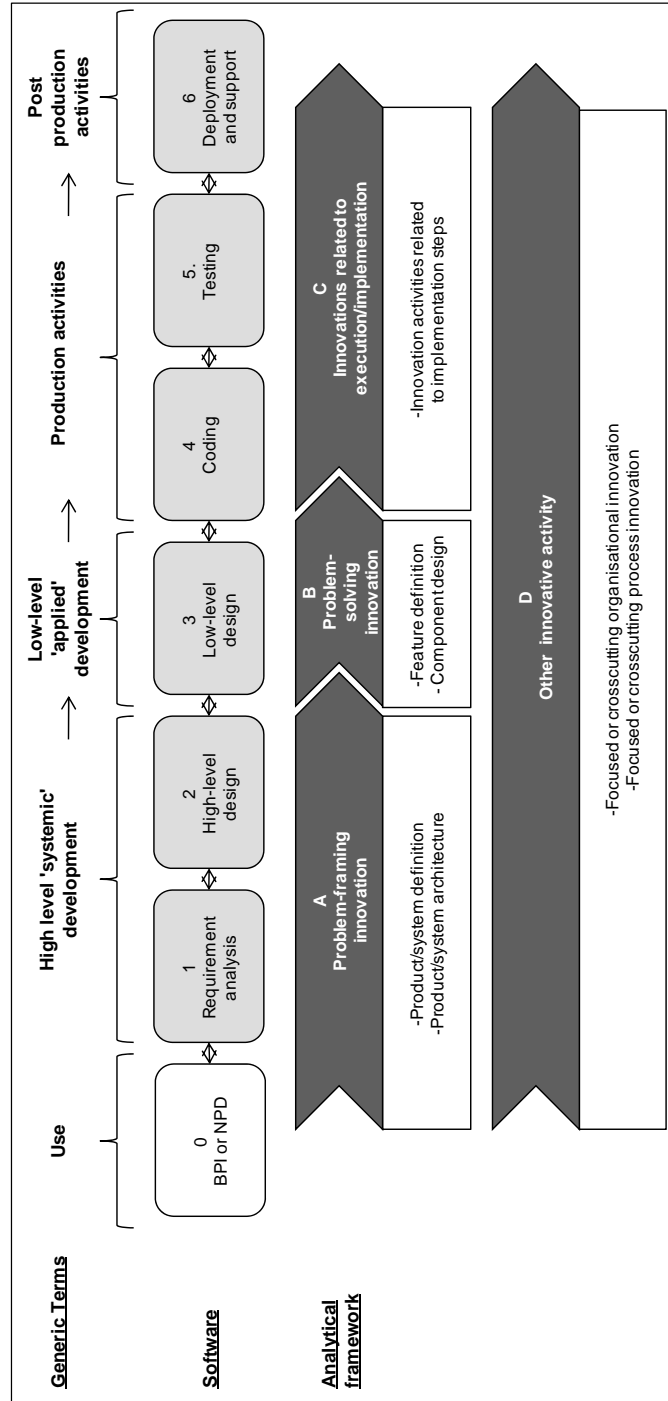 Generic Terms
Use
High level 'systemic'
development
Low-level
'applied'
development
Production activities
Post
production
activities
Software
0
BPI or NPD
1
Requirement
analysis
2
High-level
design
3
Low-level
design
4
Coding
5.
Testing
6
Deployment
and support
Analytical
framework
A
Problem-framing
innovation
-Product/system definition
-Product/system architecture
B
Problem-
solving
innovation
-Feature definition
- Component design
C
Innovations related to
execution/implementation
-Innovation activities related
to implementation steps
D
Other innovative activity
-Focused or crosscutting organisational innovation
-Focused or crosscutting process innovation